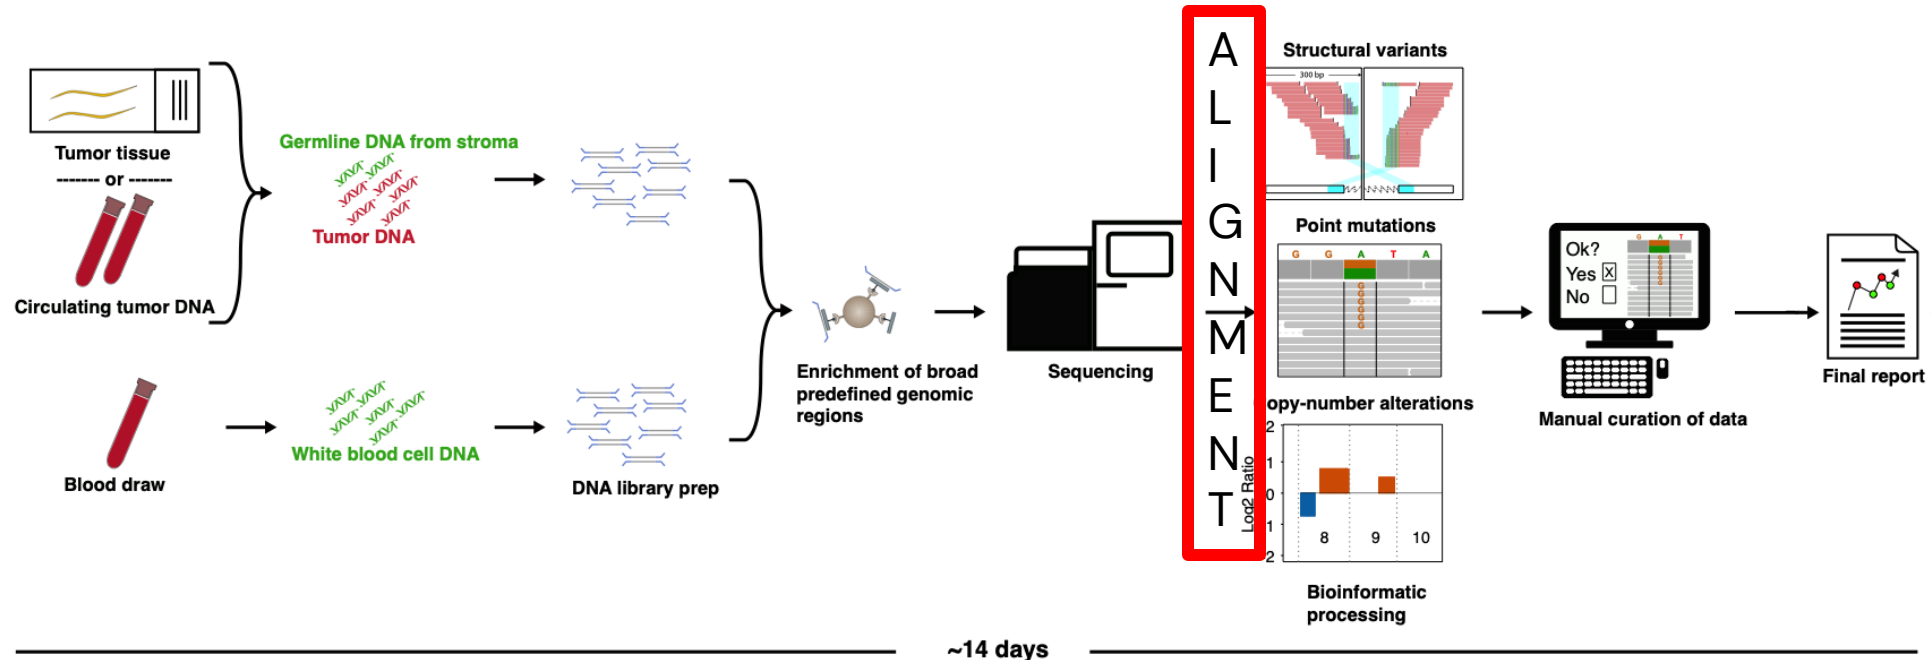 Tumor tissue
------- or -------
Circulating tumor DNA
Blood draw
Germline DNA from stroma
Tumor DNA
White blood cell DNA
DNA library prep
Enrichment of broad
predefined genomic
regions
Sequencing
A
L
I
G
N
M
E
N
T
Structural variants
300 bp
Point mutations
G G A T A
G
G
G
G
G
G
opy-number alterations
Log2 Ratio
2
1
0
1
2
8 9 10
Bioinformatic
processing
Ok?
Yes X
No
G A T
Manual curation of data
Final report
~14 days